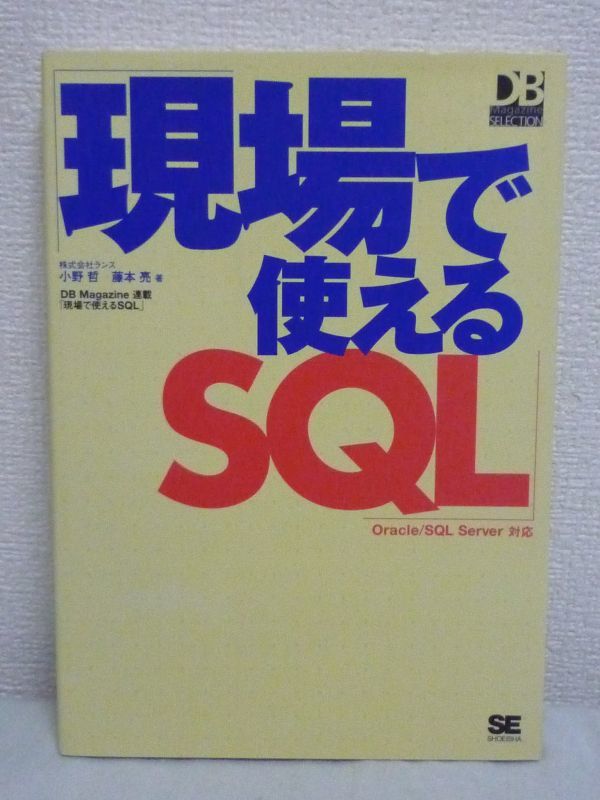 DB
Magazine
SELECTION
現場で
使える
SQL
株式会社ランス
小野 哲 藤本 亮 著
DB Magazine 連載
「現場で使えるSQL」
Oracle/SQL Server 対応
SE
SHOEISHA